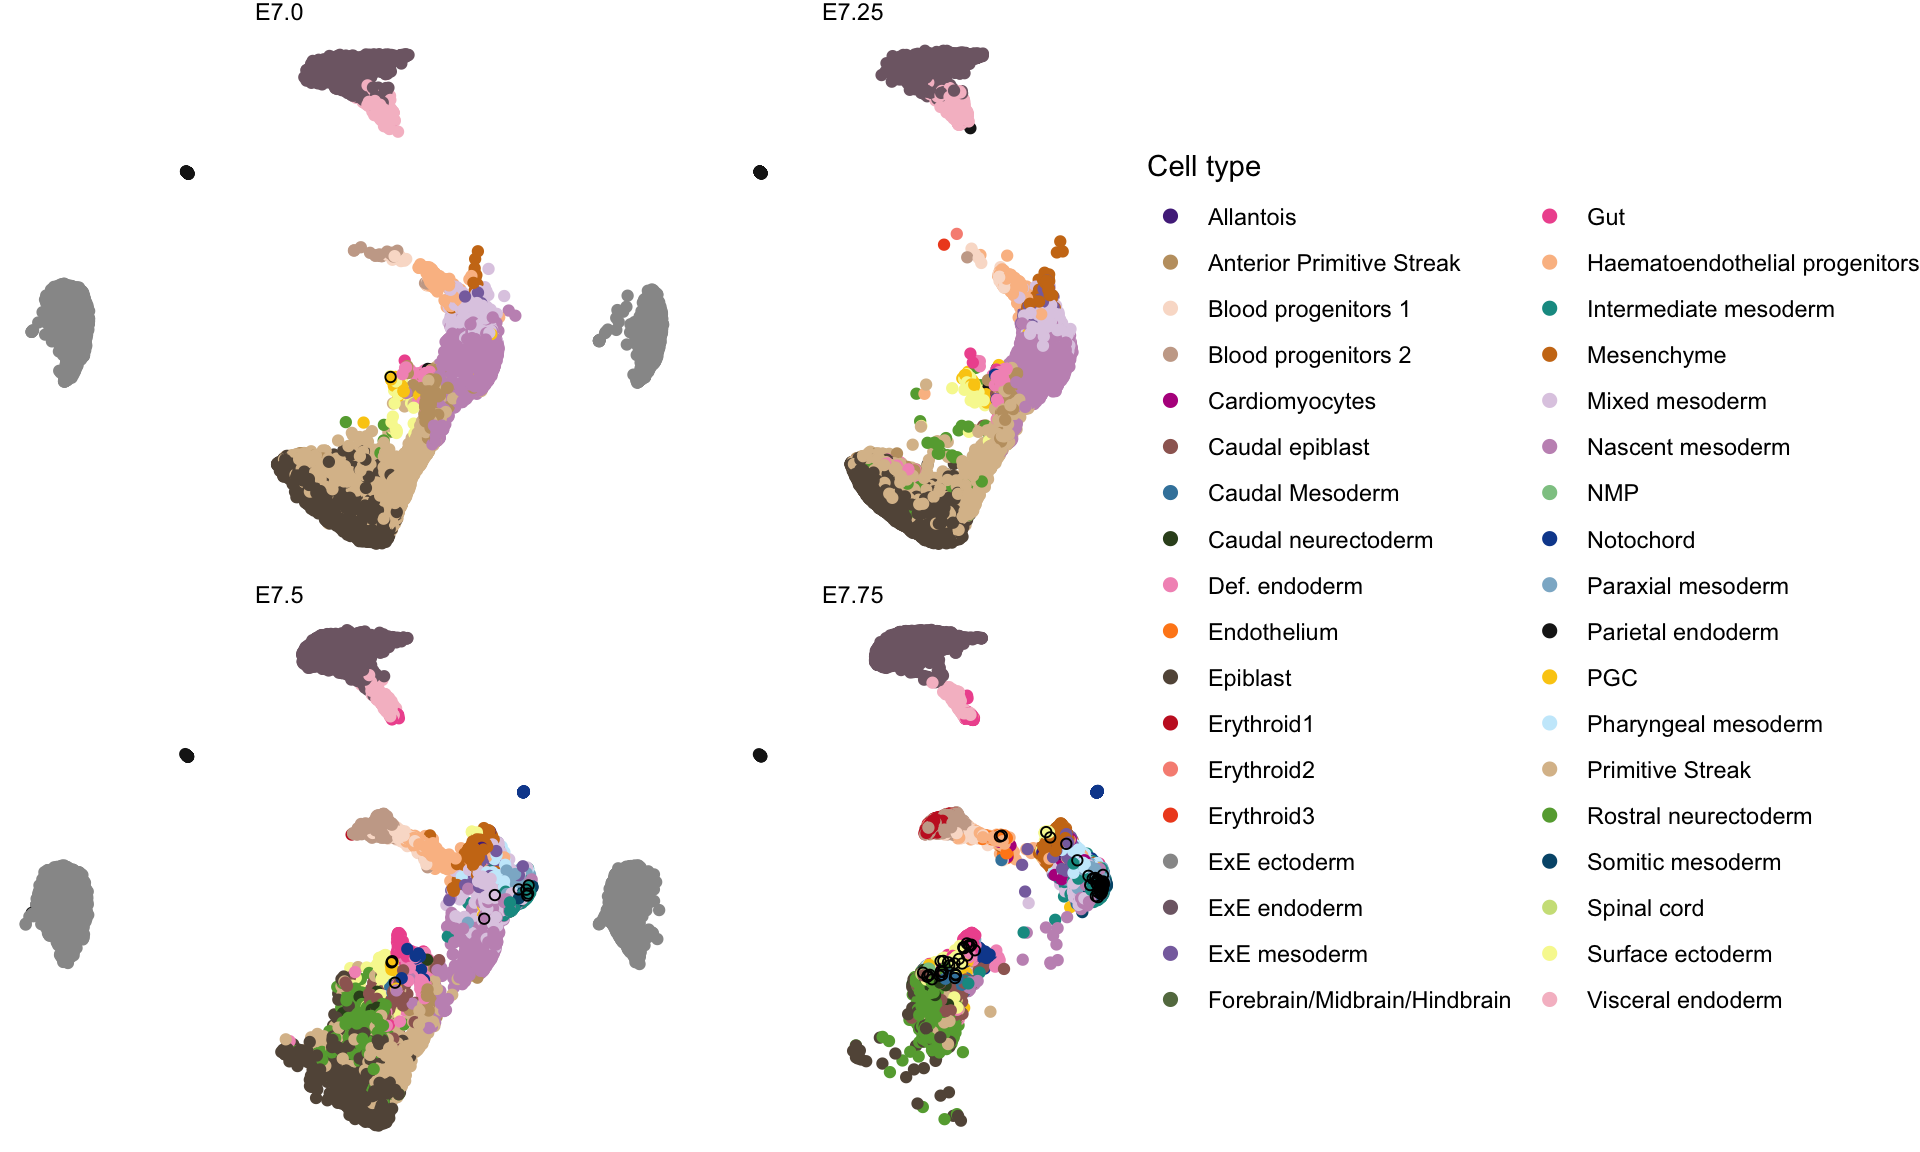 E7.0
E7.25
E7.5
E7.75
Cell type
Allantois
Anterior Primitive Streak
Blood progenitors 1
Blood progenitors 2
Cardiomyocytes
Caudal epiblast
Caudal Mesoderm
Caudal neurectoderm
Def. endoderm
Endothelium
Epiblast
Erythroid1
Erythroid2
Erythroid3
ExE ectoderm
ExE endoderm
ExE mesoderm
Forebrain/Midbrain/Hindbrain
Gut
Haematoendothelial progenitors
Intermediate mesoderm
Mesenchyme
Mixed mesoderm
Nascent mesoderm
NMP
Notochord
Paraxial mesoderm
Parietal endoderm
PGC
Pharyngeal mesoderm
Primitive Streak
Rostral neurectoderm
Somitic mesoderm
Spinal cord
Surface ectoderm
Visceral endoderm